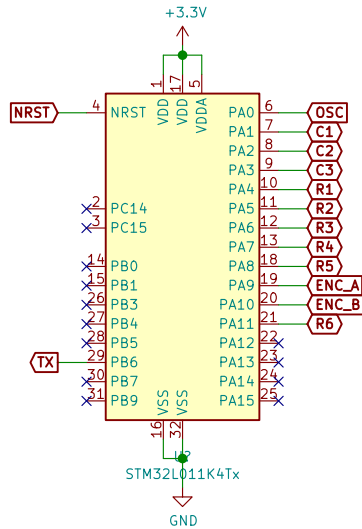 +3.3V
1 17 5
VDD VDD VDDA
NRST 4 NRST PA0 6 OSC
PA1 7 C1
PA2 8 C2
PA3 9 C3
PA4 10 R1
2 PC14 PA5 11 R2
3 PC15 PA6 12 R3
PA7 13 R4
14 PB0 PA8 18 R5
15 PB1 PA9 19 ENC_A
26 PB3 PA10 20 ENC_B
27 PB4 PA11 21 R6
28 PB5 PA12 22
TX 29 PB6 PA13 23
30 PB7 PA14 24
31 PB9 PA15 25
VSS VSS
16 32
STM32L011K4Tx
GND